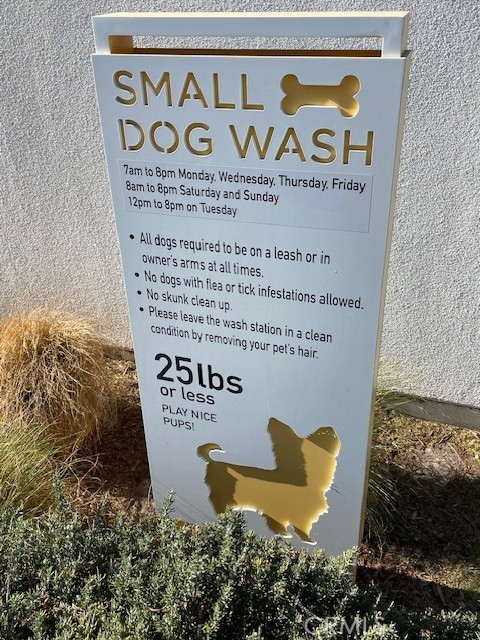 SMALL
DOG WASH
7am to 8pm Monday, Wednesday, Thursday, Friday
8am to 8pm Saturday and Sunday
12pm to 8pm on Tuesday
• All dogs required to be on a leash or in
owner's arms at all times.
• No dogs with flea or tick infestations allowed.
• No skunk clean up.
• Please leave the wash station in a clean
condition by removing your pet's hair.
25lbs
or less
PLAY NICE
PUPS!
CRMLS